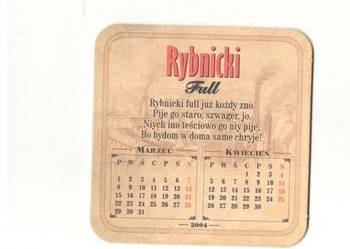 Rybnicki
Full
Rybnicki full już kożdy zno.
Pije go staro, szwager, jo.
Niych ino teściowo go niy pije,
Bo bydom w doma same chryje!
MARZEC
P W Ś C P S N
1 2 3 4 5 6 7
8 9 10 11 12 13 14
15 16 17 18 19 20 21
22 23 24 25 26 27 28
29 30 31
KWIECIEŃ
P W Ś C P S N
1 2 3 4
5 6 7 8 9 10 11
12 13 14 15 16 17 18
19 20 21 22 23 24 25
26 27 28 29 30
2004